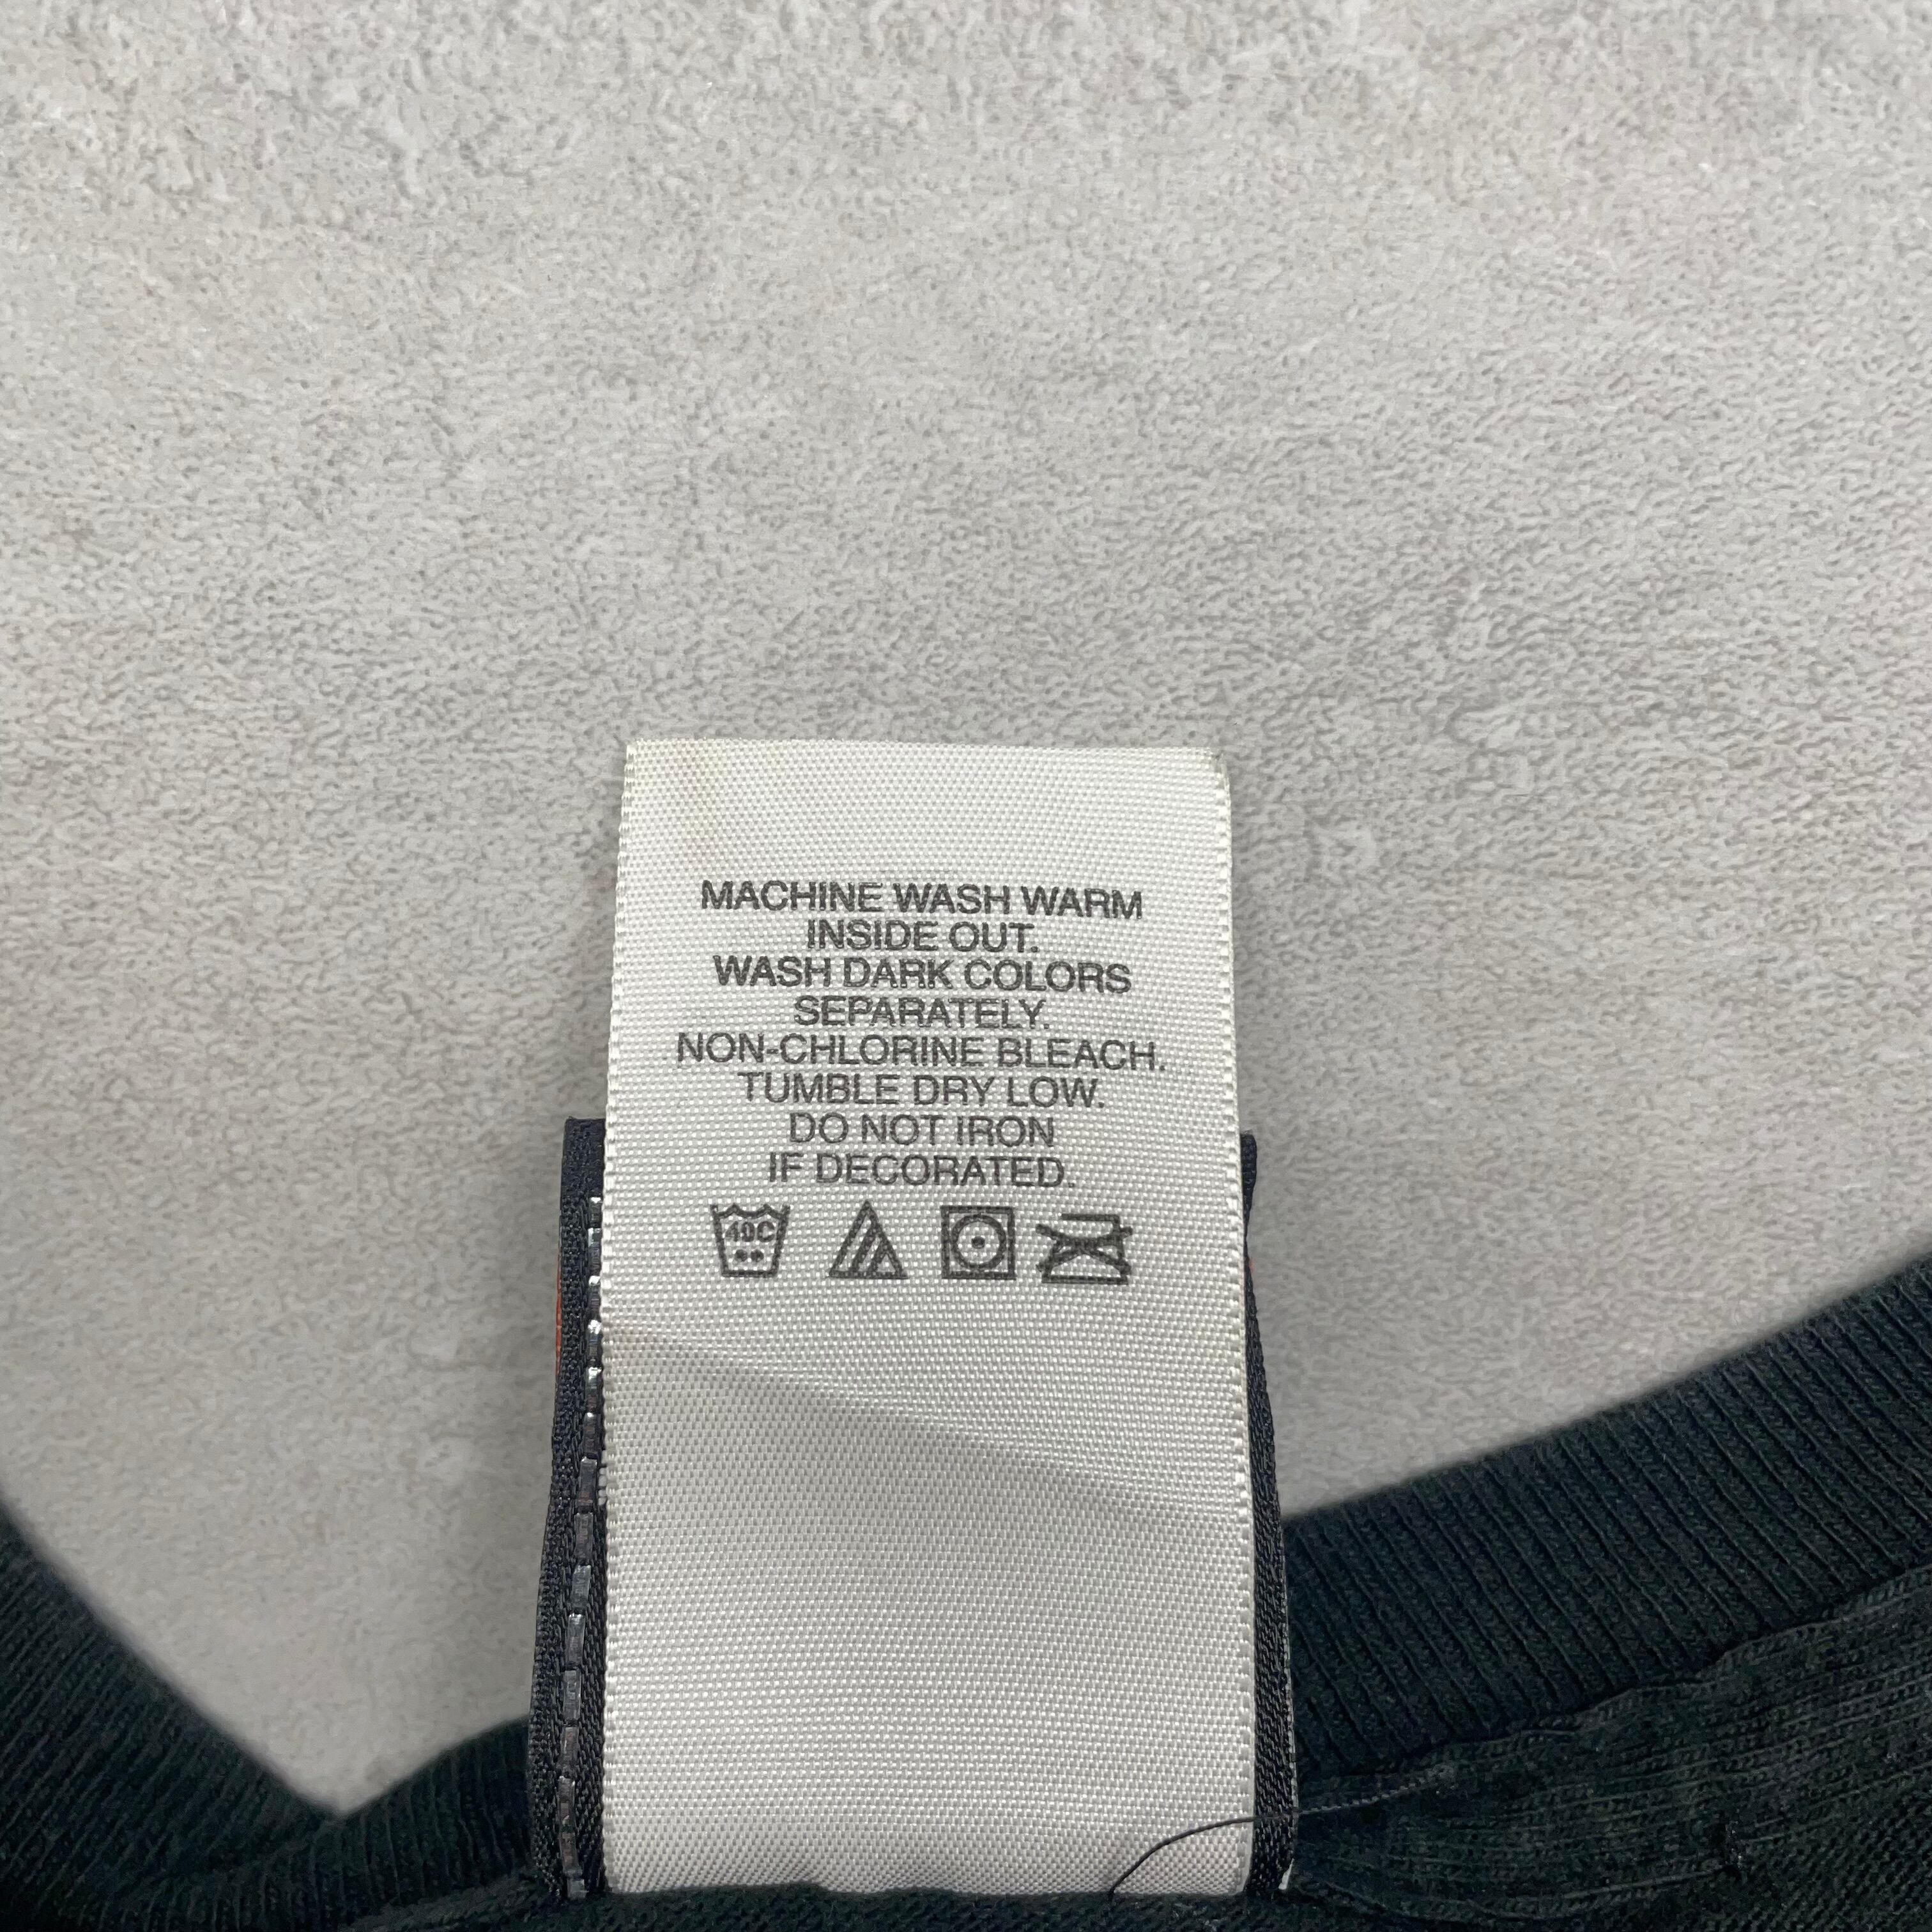 MACHINE WASH WARM
INSIDE OUT.
WASH DARK COLORS
SEPARATELY.
NON-CHLORINE BLEACH.
TUMBLE DRY LOW.
DO NOT IRON
IF DECORATED.
40C